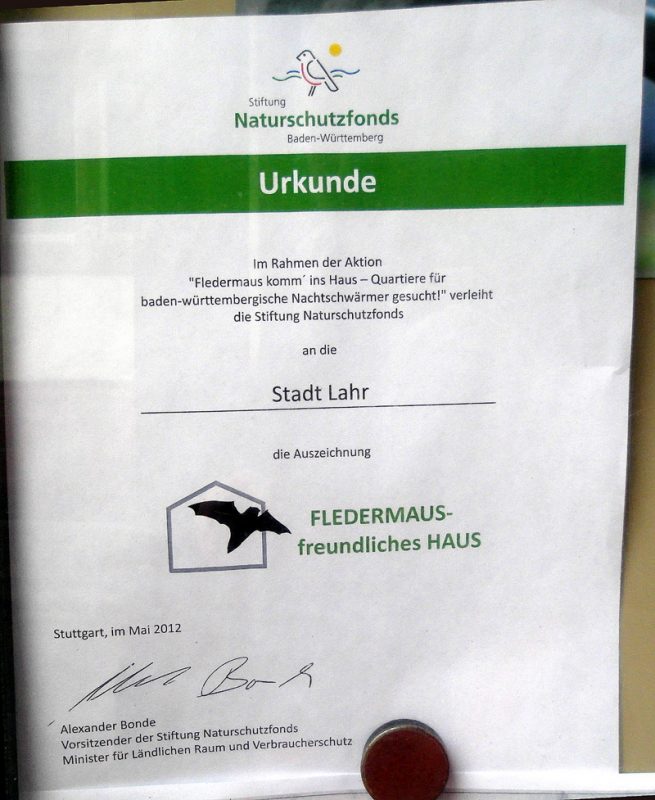 Stiftung
Naturschutzfonds
Baden-Württemberg
Urkunde
Im Rahmen der Aktion
"Fledermaus komm´ ins Haus – Quartiere für
baden-württembergische Nachtschwärmer gesucht!" verleiht
die Stiftung Naturschutzfonds
an die
Stadt Lahr
die Auszeichnung
FLEDERMAUS-
freundliches HAUS
Stuttgart, im Mai 2012
Alexander Bonde
Vorsitzender der Stiftung Naturschutzfonds
Minister für Ländlichen Raum und Verbraucherschutz